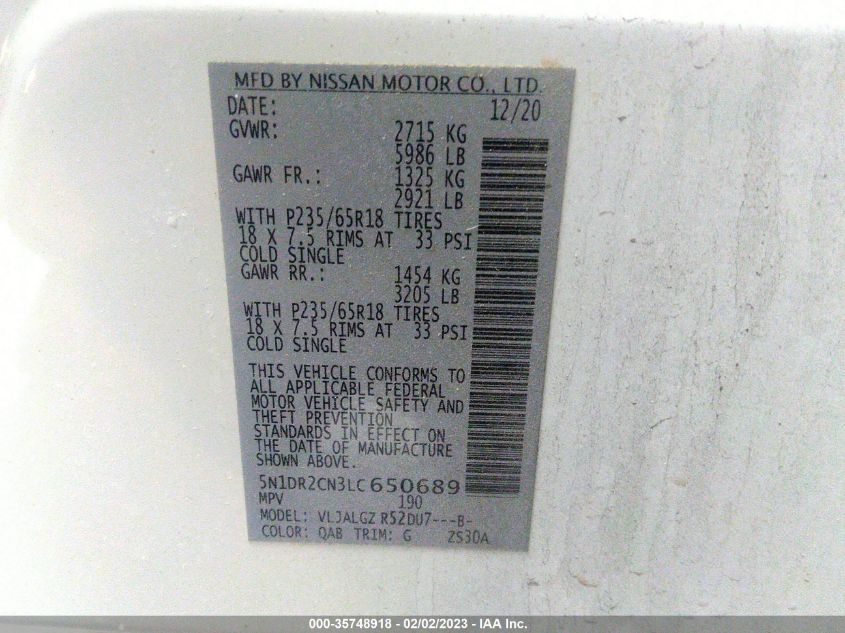 MFD BY NISSAN MOTOR CO., LTD.
DATE: 12/20
GVWR: 2715 KG
5986 LB
GAWR FR.: 1325 KG
2921 LB
WITH P235/65R18 TIRES
18 X 7.5 RIMS AT 33 PSI
COLD SINGLE
GAWR RR.: 1454 KG
3205 LB
WITH P235/65R18 TIRES
18 X 7.5 RIMS AT 33 PSI
COLD SINGLE
THIS VEHICLE CONFORMS TO
ALL APPLICABLE FEDERAL
MOTOR VEHICLE SAFETY AND
THEFT PREVENTION
STANDARDS IN EFFECT ON
THE DATE OF MANUFACTURE
SHOWN ABOVE.
5N1DR2CN3LC650689
MPV 190
MODEL: VLJALGZ R52DU7---B-
COLOR: QAB TRIM: G ZS30A
000-35748918 - 02/02/2023 - IAA Inc.